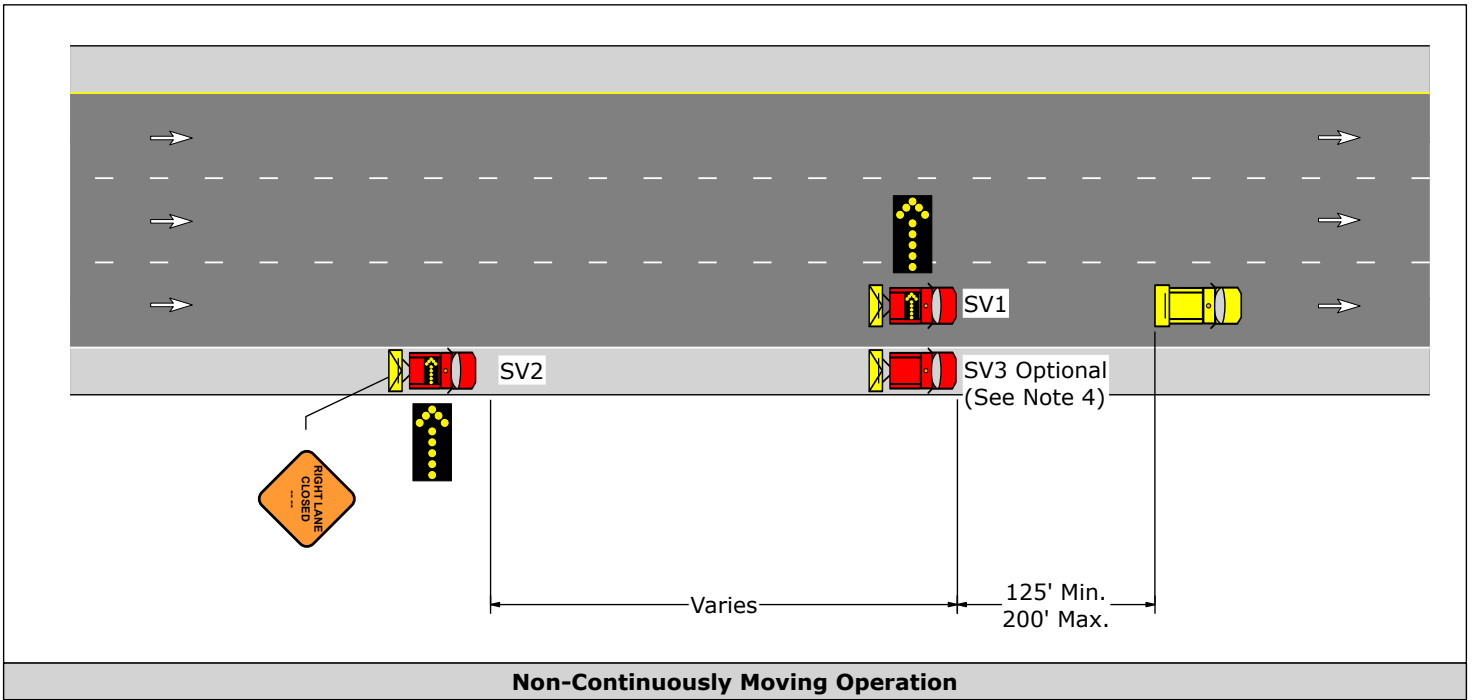 SV1
SV2
SV3 Optional
(See Note 4)
RIGHT LANE
CLOSED
-- --
Varies
125' Min.
200' Max.
Non-Continuously Moving Operation